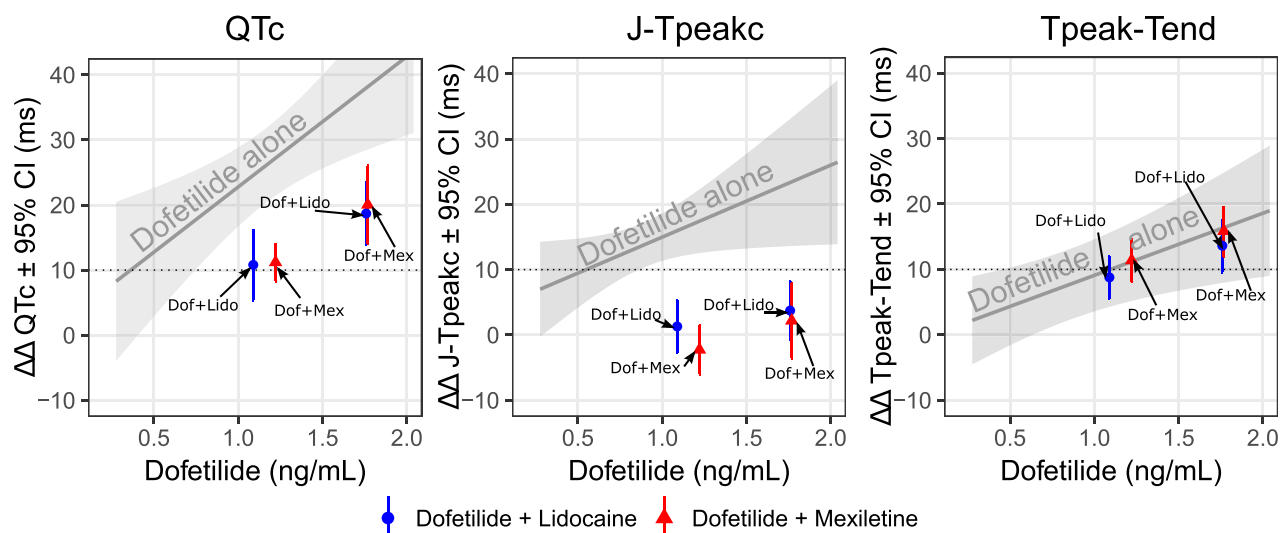 QTc
J-Tpeakc
Tpeak-Tend
ΔΔ QTc ± 95% CI (ms)
40
30
20
10
0
−10
Dofetilide alone
Dof+Lido
Dof+Mex
Dof+Lido
Dof+Mex
0.5 1.0 1.5 2.0
Dofetilide (ng/mL)
ΔΔ J-Tpeakc ± 95% CI (ms)
40
30
20
10
0
−10
Dofetilide alone
Dof+Lido
Dof+Lido
Dof+Mex
Dof+Mex
0.5 1.0 1.5 2.0
Dofetilide (ng/mL)
ΔΔ Tpeak-Tend ± 95% CI (ms)
40
30
20
10
0
−10
Dofetilide alone
Dof+Lido
Dof+Lido
Dof+Mex
Dof+Mex
0.5 1.0 1.5 2.0
Dofetilide (ng/mL)
Dofetilide + Lidocaine
Dofetilide + Mexiletine